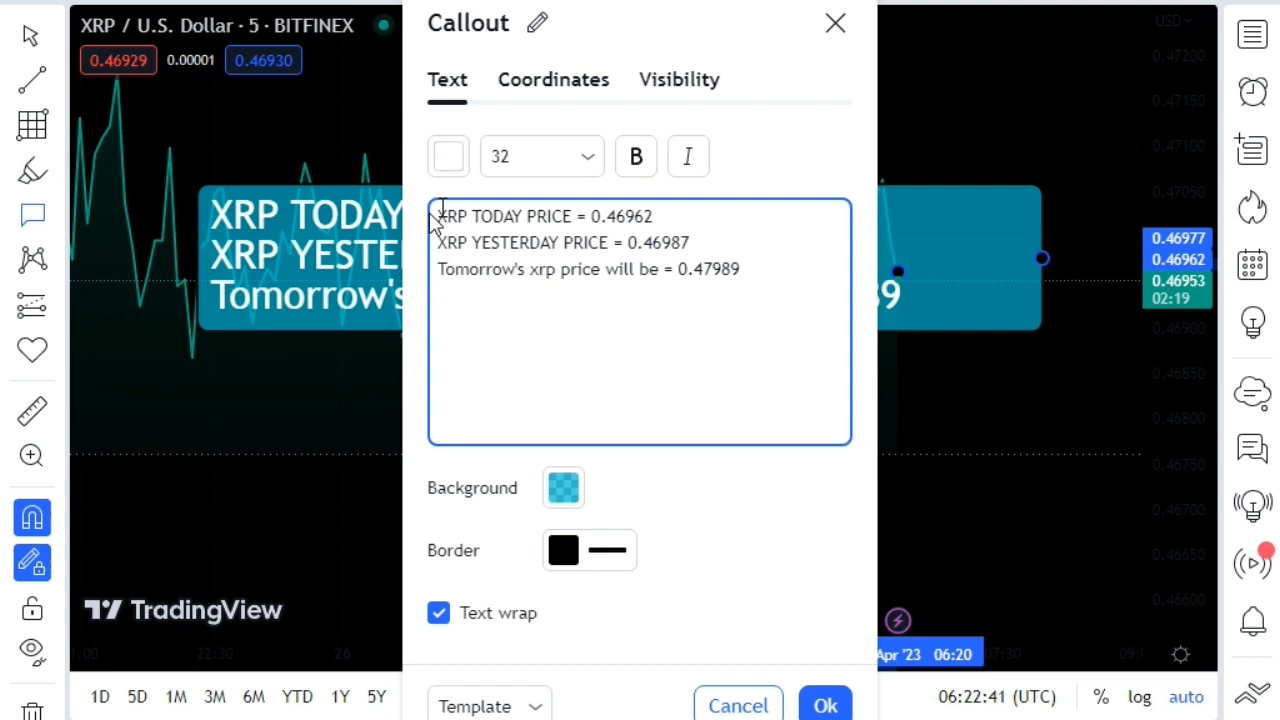 XRP / U.S. Dollar · 5 · BITFINEX
0.46929
0.00001
0.46930
XRP TODAY
XRP YESTE
Tomorrow's
89
Callout
Text
Coordinates
Visibility
32
B
I
XRP TODAY PRICE = 0.46962
XRP YESTERDAY PRICE = 0.46987
Tomorrow's xrp price will be = 0.47989
Background
Border
Text wrap
Template
Cancel
Ok
USD
0.47200
0.47150
0.47100
0.47050
0.46977
0.46962
0.46953
02:19
0.46900
0.46850
0.46800
0.46750
0.46700
0.46650
0.46600
TradingView
:00
22:30
26
Apr '23 06:20
07:30
1D
5D
1M
3M
6M
YTD
1Y
5Y
06:22:41 (UTC)
%
log
auto